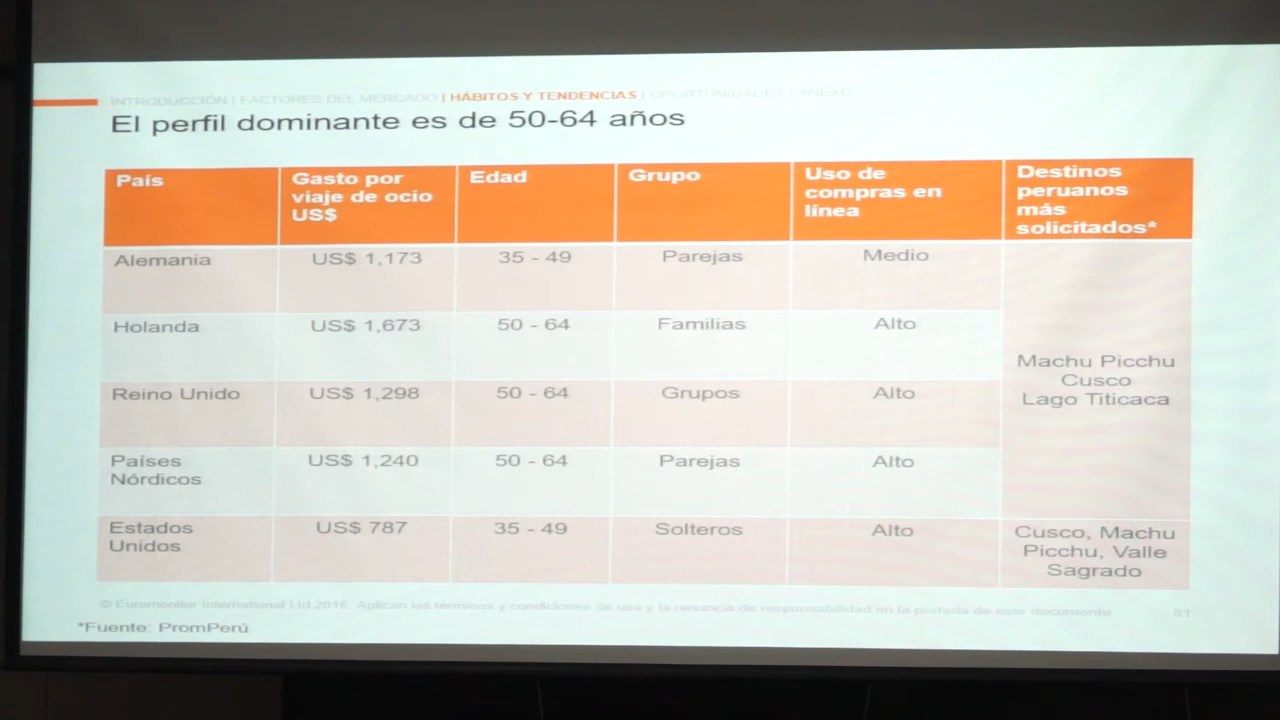 INTRODUCCIÓN | FACTORES DEL MERCADO | HÁBITOS Y TENDENCIAS | OPORTUNIDADES | ANEXO
El perfil dominante es de 50-64 años
País
Gasto por
viaje de ocio
US$
Edad
Grupo
Uso de
compras en
línea
Destinos
peruanos
más
solicitados*
Alemania
US$ 1,173
35 - 49
Parejas
Medio
Holanda
US$ 1,673
50 - 64
Familias
Alto
Reino Unido
US$ 1,298
50 - 64
Grupos
Alto
Machu Picchu
Cusco
Lago Titicaca
Países
Nórdicos
US$ 1,240
50 - 64
Parejas
Alto
Estados
Unidos
US$ 787
35 - 49
Solteros
Alto
Cusco, Machu
Picchu, Valle
Sagrado
© Euromonitor International Ltd 2016. Aplican los términos y condiciones de uso y la renuncia de responsabilidad en la portada de este documento
*Fuente: PromPerú